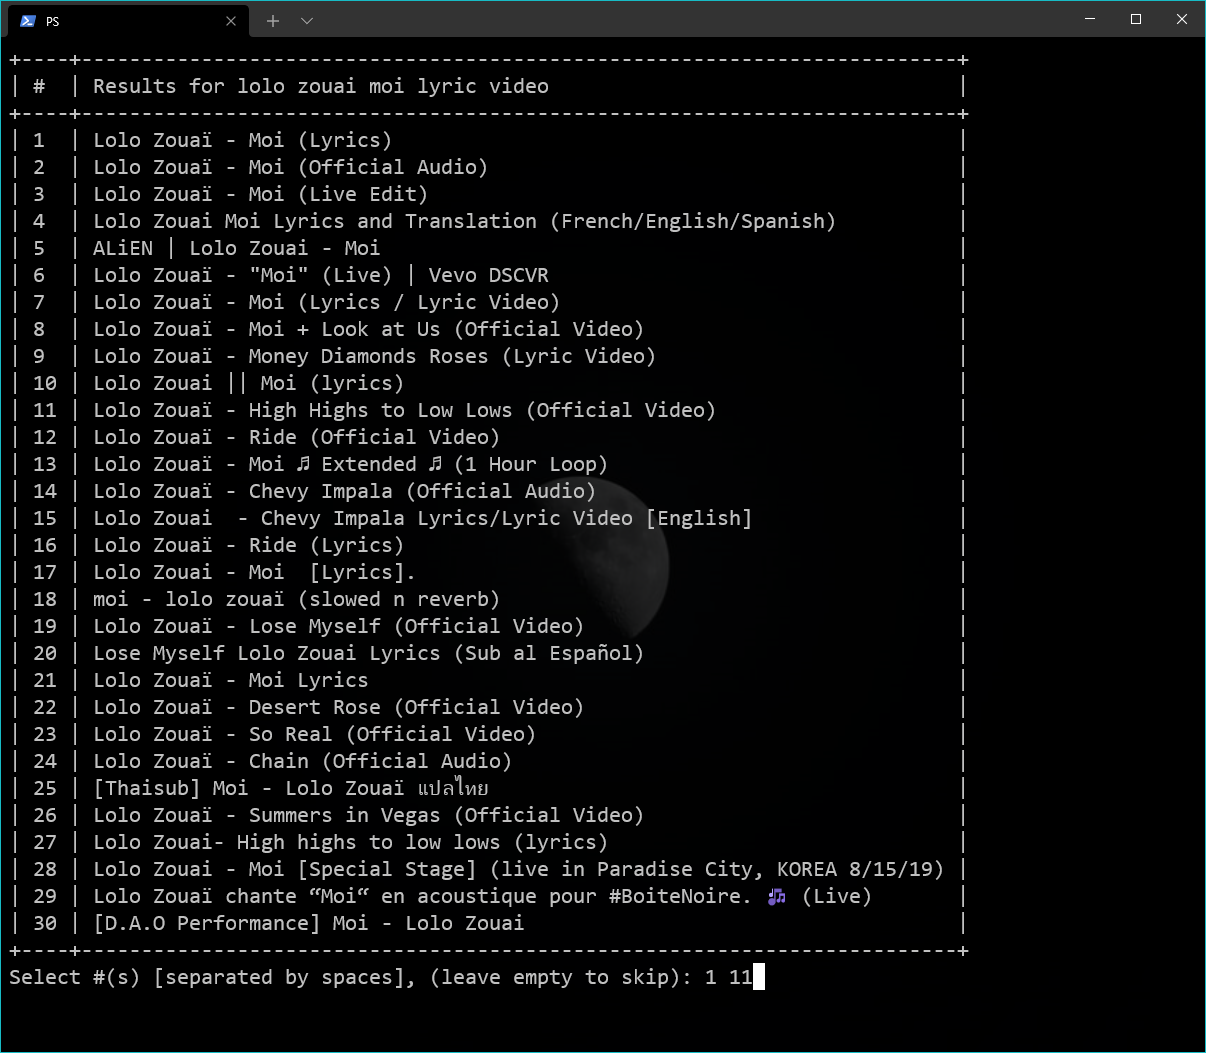 PS
+----+-------------------------------------------------------------------------+
| # | Results for lolo zouai moi lyric video |
+----+-------------------------------------------------------------------------+
| 1 | Lolo Zouaï - Moi (Lyrics) |
| 2 | Lolo Zouaï - Moi (Official Audio) |
| 3 | Lolo Zouaï - Moi (Live Edit) |
| 4 | Lolo Zouai Moi Lyrics and Translation (French/English/Spanish) |
| 5 | ALiEN | Lolo Zouai - Moi |
| 6 | Lolo Zouaï - "Moi" (Live) | Vevo DSCVR |
| 7 | Lolo Zouaï - Moi (Lyrics / Lyric Video) |
| 8 | Lolo Zouaï - Moi + Look at Us (Official Video) |
| 9 | Lolo Zouaï - Money Diamonds Roses (Lyric Video) |
| 10 | Lolo Zouai || Moi (lyrics) |
| 11 | Lolo Zouaï - High Highs to Low Lows (Official Video) |
| 12 | Lolo Zouaï - Ride (Official Video) |
| 13 | Lolo Zouaï - Moi ♬ Extended ♬ (1 Hour Loop) |
| 14 | Lolo Zouaï - Chevy Impala (Official Audio) |
| 15 | Lolo Zouai  - Chevy Impala Lyrics/Lyric Video [English] |
| 16 | Lolo Zouaï - Ride (Lyrics) |
| 17 | Lolo Zouai - Moi  [Lyrics]. |
| 18 | moi - lolo zouaï (slowed n reverb) |
| 19 | Lolo Zouaï - Lose Myself (Official Video) |
| 20 | Lose Myself Lolo Zouai Lyrics (Sub al Español) |
| 21 | Lolo Zouaï - Moi Lyrics |
| 22 | Lolo Zouaï - Desert Rose (Official Video) |
| 23 | Lolo Zouaï - So Real (Official Video) |
| 24 | Lolo Zouaï - Chain (Official Audio) |
| 25 | [Thaisub] Moi - Lolo Zouaï แปลไทย |
| 26 | Lolo Zouaï - Summers in Vegas (Official Video) |
| 27 | Lolo Zouai- High highs to low lows (lyrics) |
| 28 | Lolo Zouai - Moi [Special Stage] (live in Paradise City, KOREA 8/15/19) |
| 29 | Lolo Zouaï chante “Moi“ en acoustique pour #BoiteNoire. 🎶 (Live) |
| 30 | [D.A.O Performance] Moi - Lolo Zouai |
+----+-------------------------------------------------------------------------+
Select #(s) [separated by spaces], (leave empty to skip): 1 11